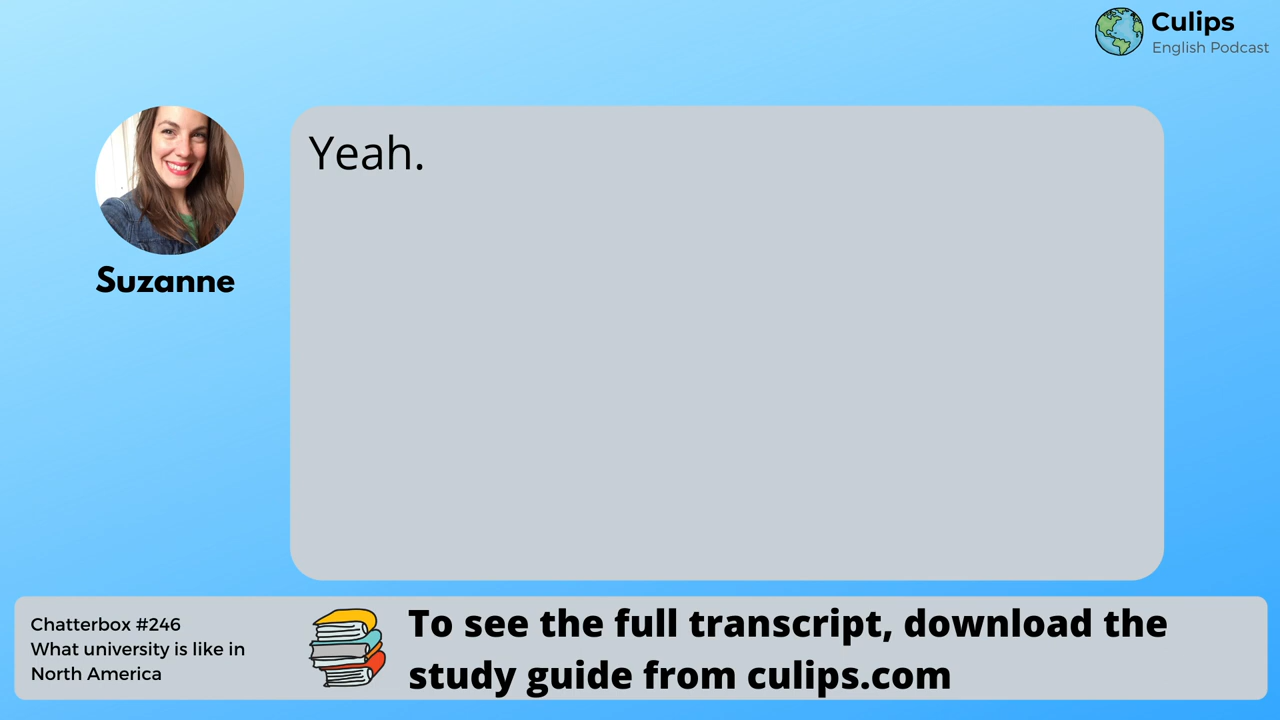 Culips
English Podcast
Yeah.
Suzanne
Chatterbox #246
What university is like in
North America
To see the full transcript, download the
study guide from culips.com